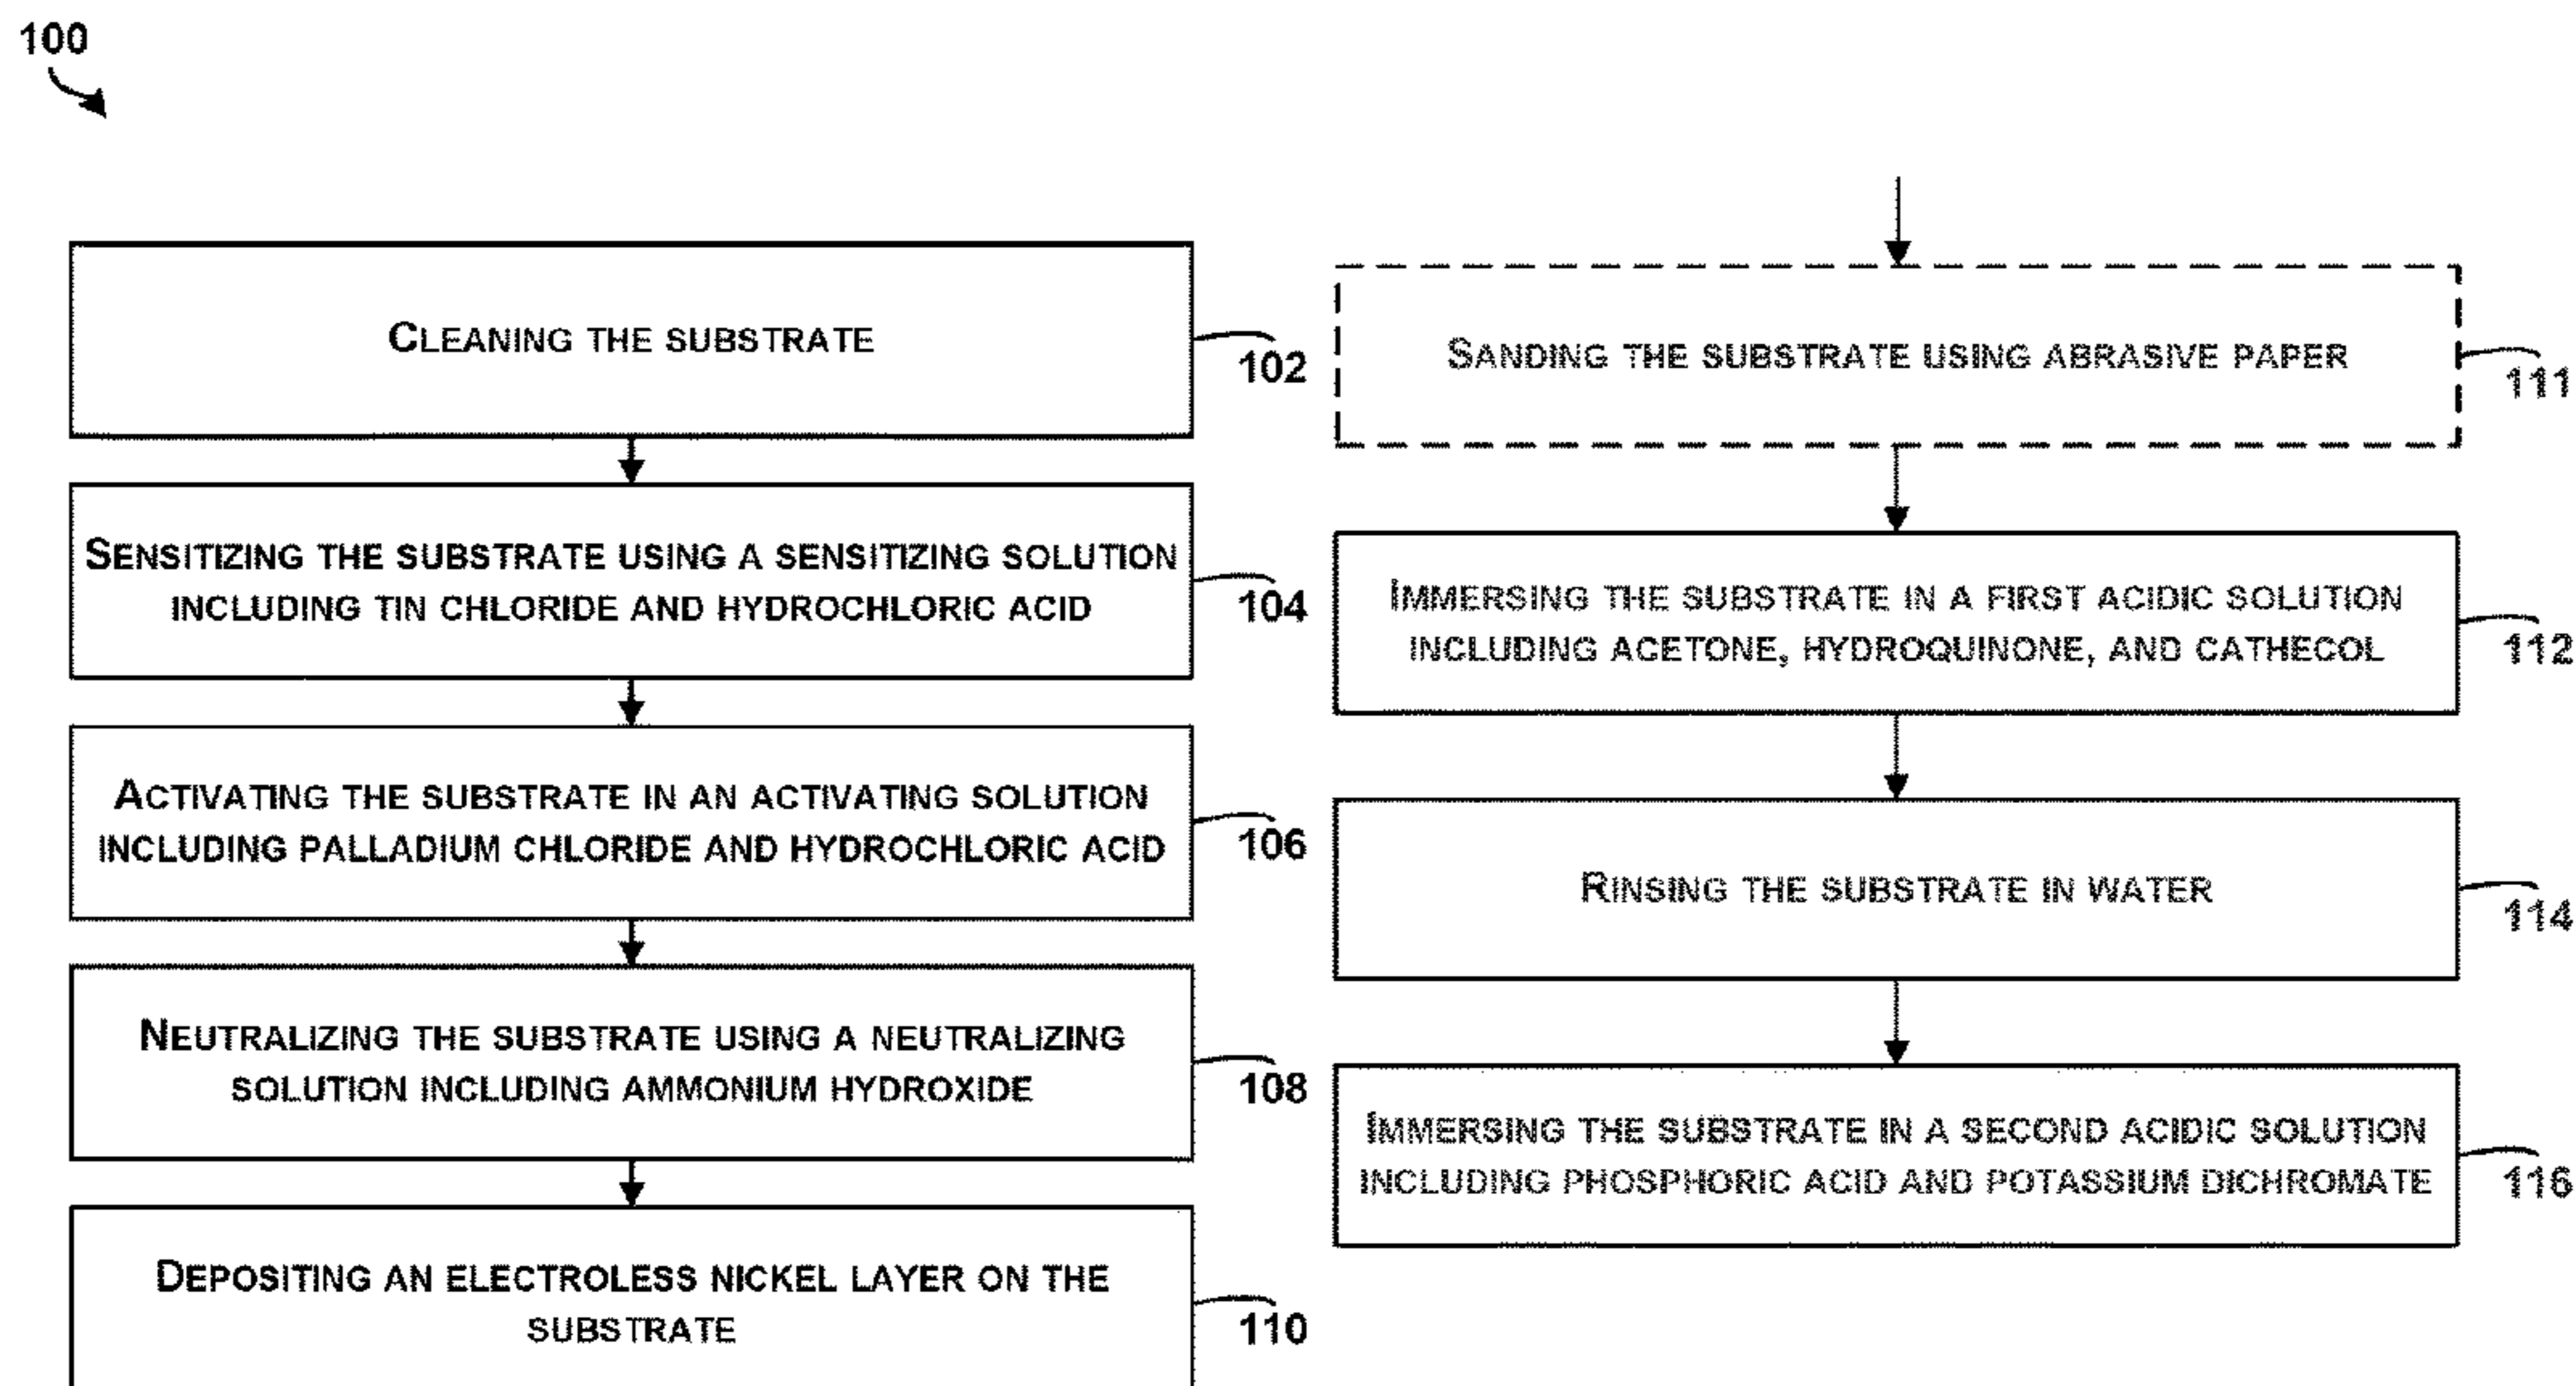 100
CLEANING THE SUBSTRATE
102
SENSITIZING THE SUBSTRATE USING A SENSITIZING SOLUTION
INCLUDING TIN CHLORIDE AND HYDROCHLORIC ACID
104
ACTIVATING THE SUBSTRATE IN AN ACTIVATING SOLUTION
INCLUDING PALLADIUM CHLORIDE AND HYDROCHLORIC ACID
106
NEUTRALIZING THE SUBSTRATE USING A NEUTRALIZING
SOLUTION INCLUDING AMMONIUM HYDROXIDE
108
DEPOSITING AN ELECTROLESS NICKEL LAYER ON THE
SUBSTRATE
110
SANDING THE SUBSTRATE USING ABRASIVE PAPER
111
IMMERSING THE SUBSTRATE IN A FIRST ACIDIC SOLUTION
INCLUDING ACETONE, HYDROQUINONE, AND CATHECOL
112
RINSING THE SUBSTRATE IN WATER
114
IMMERSING THE SUBSTRATE IN A SECOND ACIDIC SOLUTION
INCLUDING PHOSPHORIC ACID AND POTASSIUM DICHROMATE
116